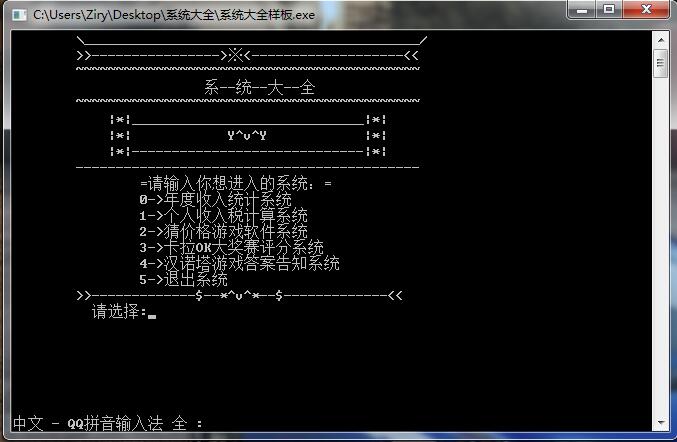 C:\Users\Ziry\Desktop\系统大全\系统大全样板.exe
\__________________________________________/
>>---------------->※<-------------------<<
~~~~~~~~~~~~~~~~~~~~~~~~~~~~~~~~~~~~~~~~~~~
系--统--大--全
~~~~~~~~~~~~~~~~~~~~~~~~~~~~~~~~~~~~~~~~~~~
¦*¦_____________________________¦*¦
¦*¦            Y^v^Y            ¦*¦
¦*¦-----------------------------¦*¦
-------------------------------------------
=请输入你想进入的系统：=
0->年度收入统计系统
1->个人收入税计算系统
2->猜价格游戏软件系统
3->卡拉OK大奖赛评分系统
4->汉诺塔游戏答案告知系统
5->退出系统
>>-------------$--*^v^*--$-------------<<
请选择:
中文 - QQ拼音输入法 全 :